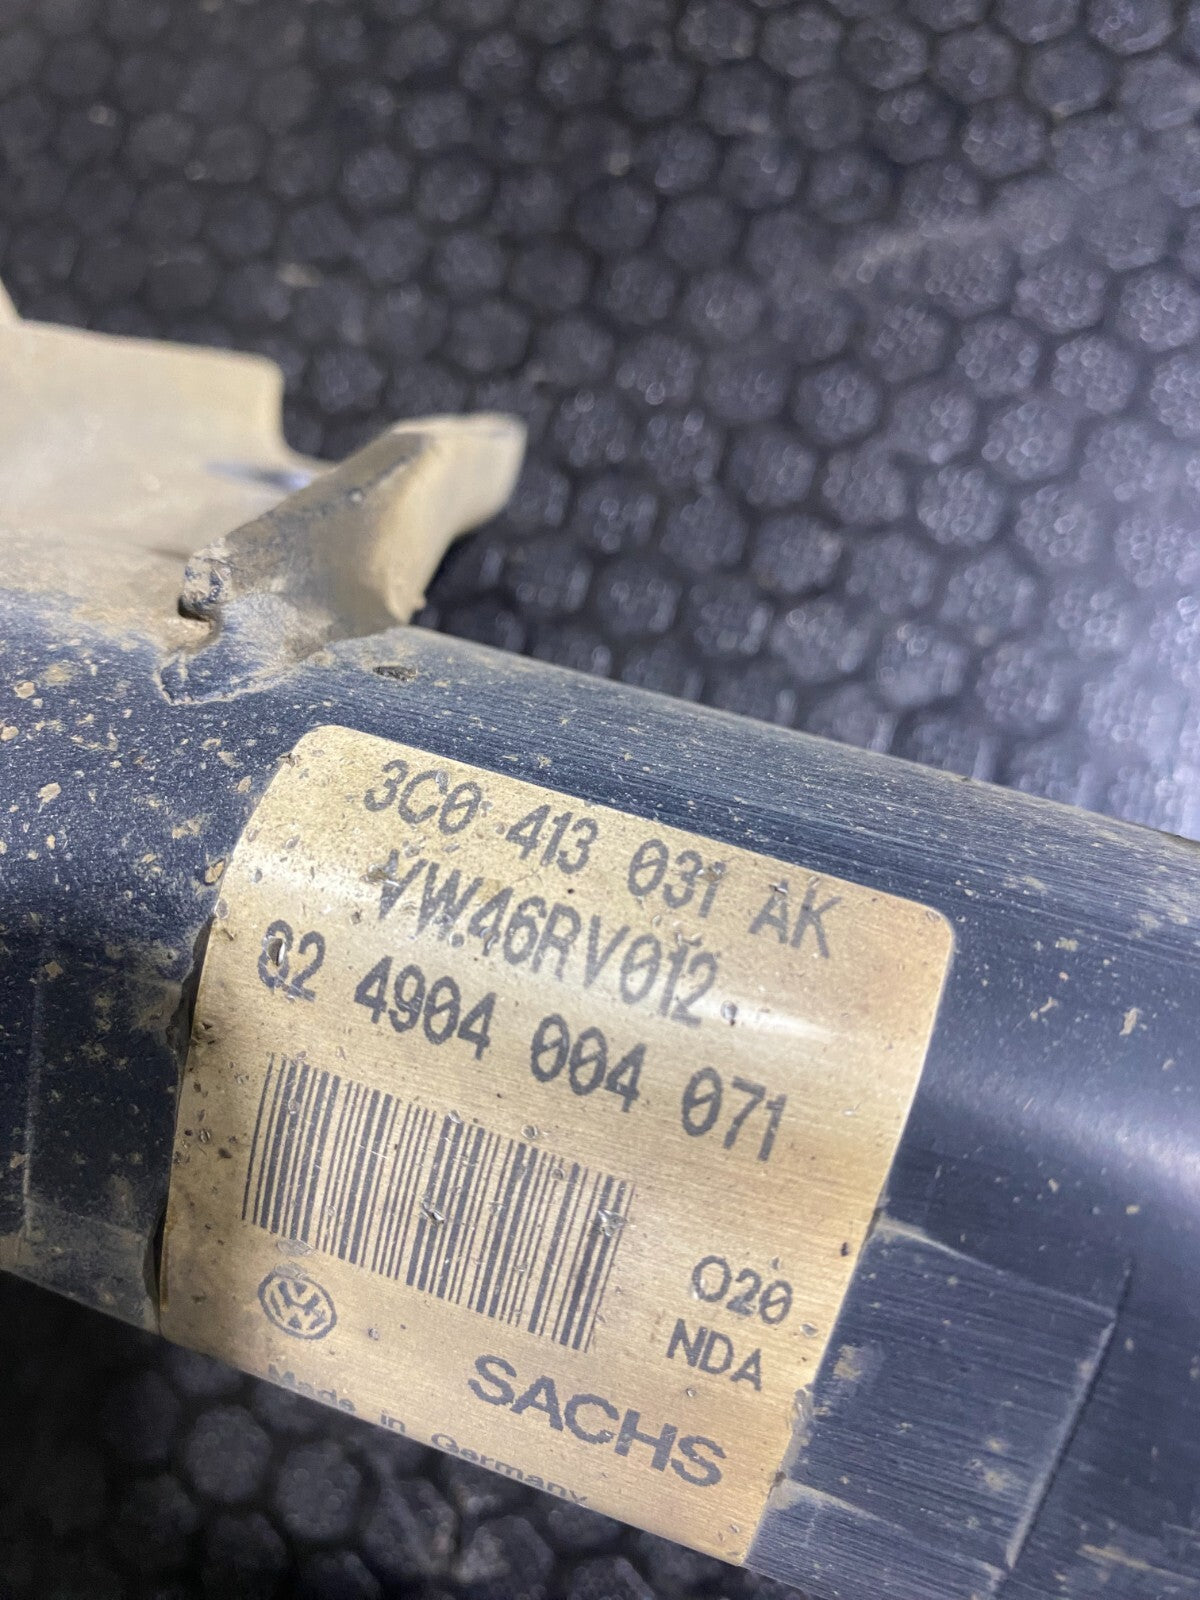 3C0 413 031 AK
VW46RV012
02 4904 004 071
020
NDA
SACHS
Made in Germany